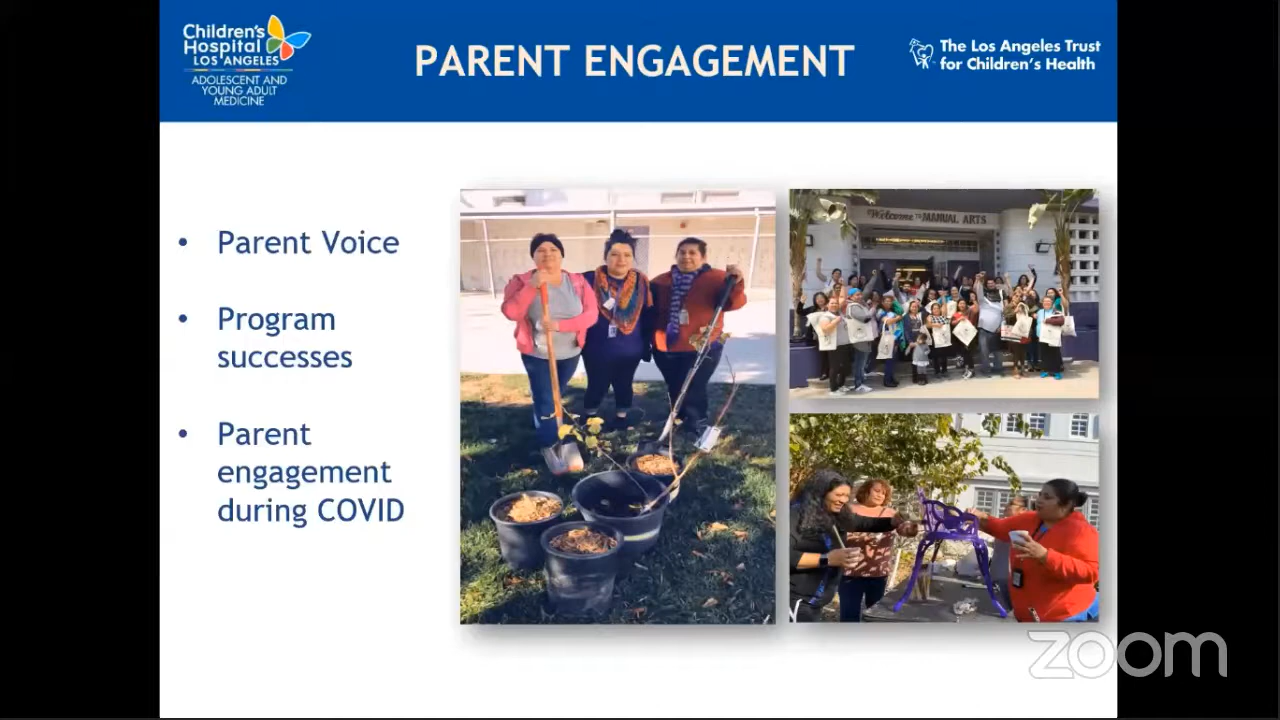 Children's
Hospital
LOS ANGELES
ADOLESCENT AND
YOUNG ADULT
MEDICINE
PARENT ENGAGEMENT
The Los Angeles Trust
for Children's Health
• Parent Voice
• Program
successes
• Parent
engagement
during COVID
Welcome to MANUAL ARTS
zoom